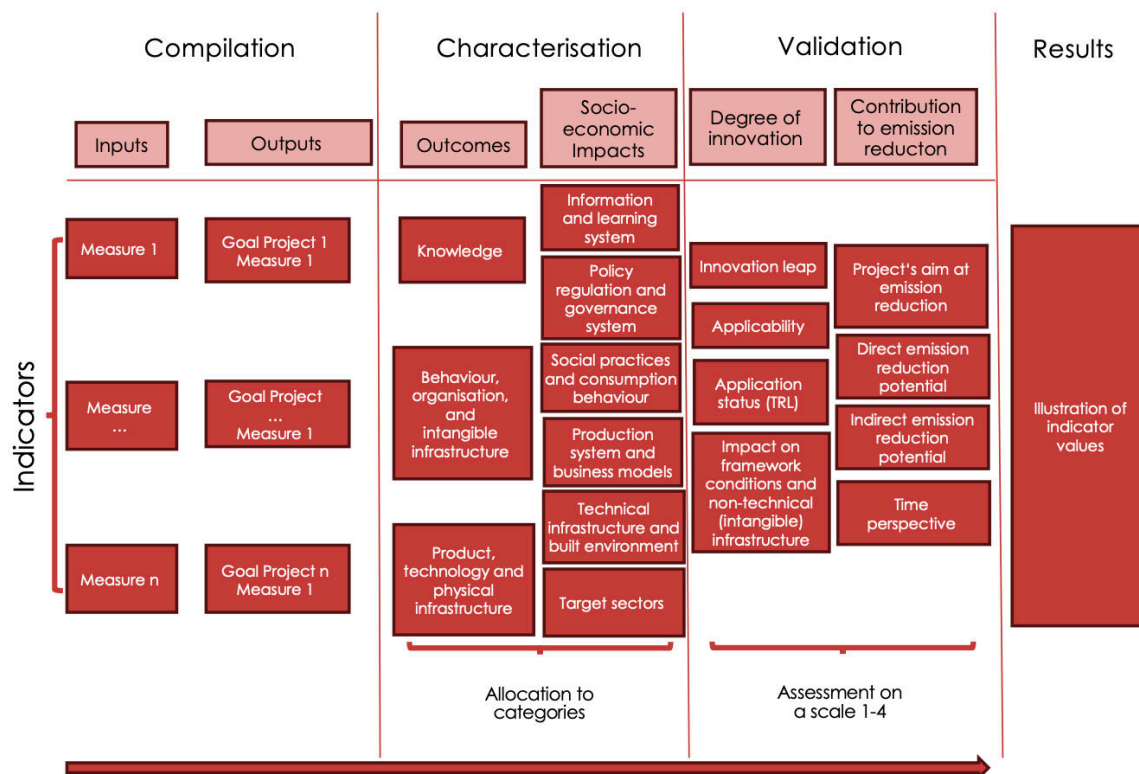 Compilation
Characterisation
Validation
Results
Inputs
Outputs
Outcomes
Socio-
economic
Impacts
Degree of
innovation
Contribution
to emission
reducton
Indicators
Measure 1
Measure
...
Measure n
Goal Project 1
Measure 1
Goal Project
...
Measure 1
Goal Project n
Measure 1
Knowledge
Behaviour,
organisation,
and
intangible
infrastructure
Product,
technology and
physical
infrastructure
Information
and learning
system
Policy
regulation and
governance
system
Social practices
and consumption
behaviour
Production
system and
business models
Technical
infrastructure and
built environment
Target sectors
Allocation to
categories
Innovation leap
Applicability
Application
status (TRL)
Impact on
framework
conditions and
non-technical
(intangible)
infrastructure
Project's aim at
emission
reduction
Direct emission
reduction
potential
Indirect emission
reduction
potential
Time
perspective
Assessment on
a scale 1-4
Illustration of
indicator
values